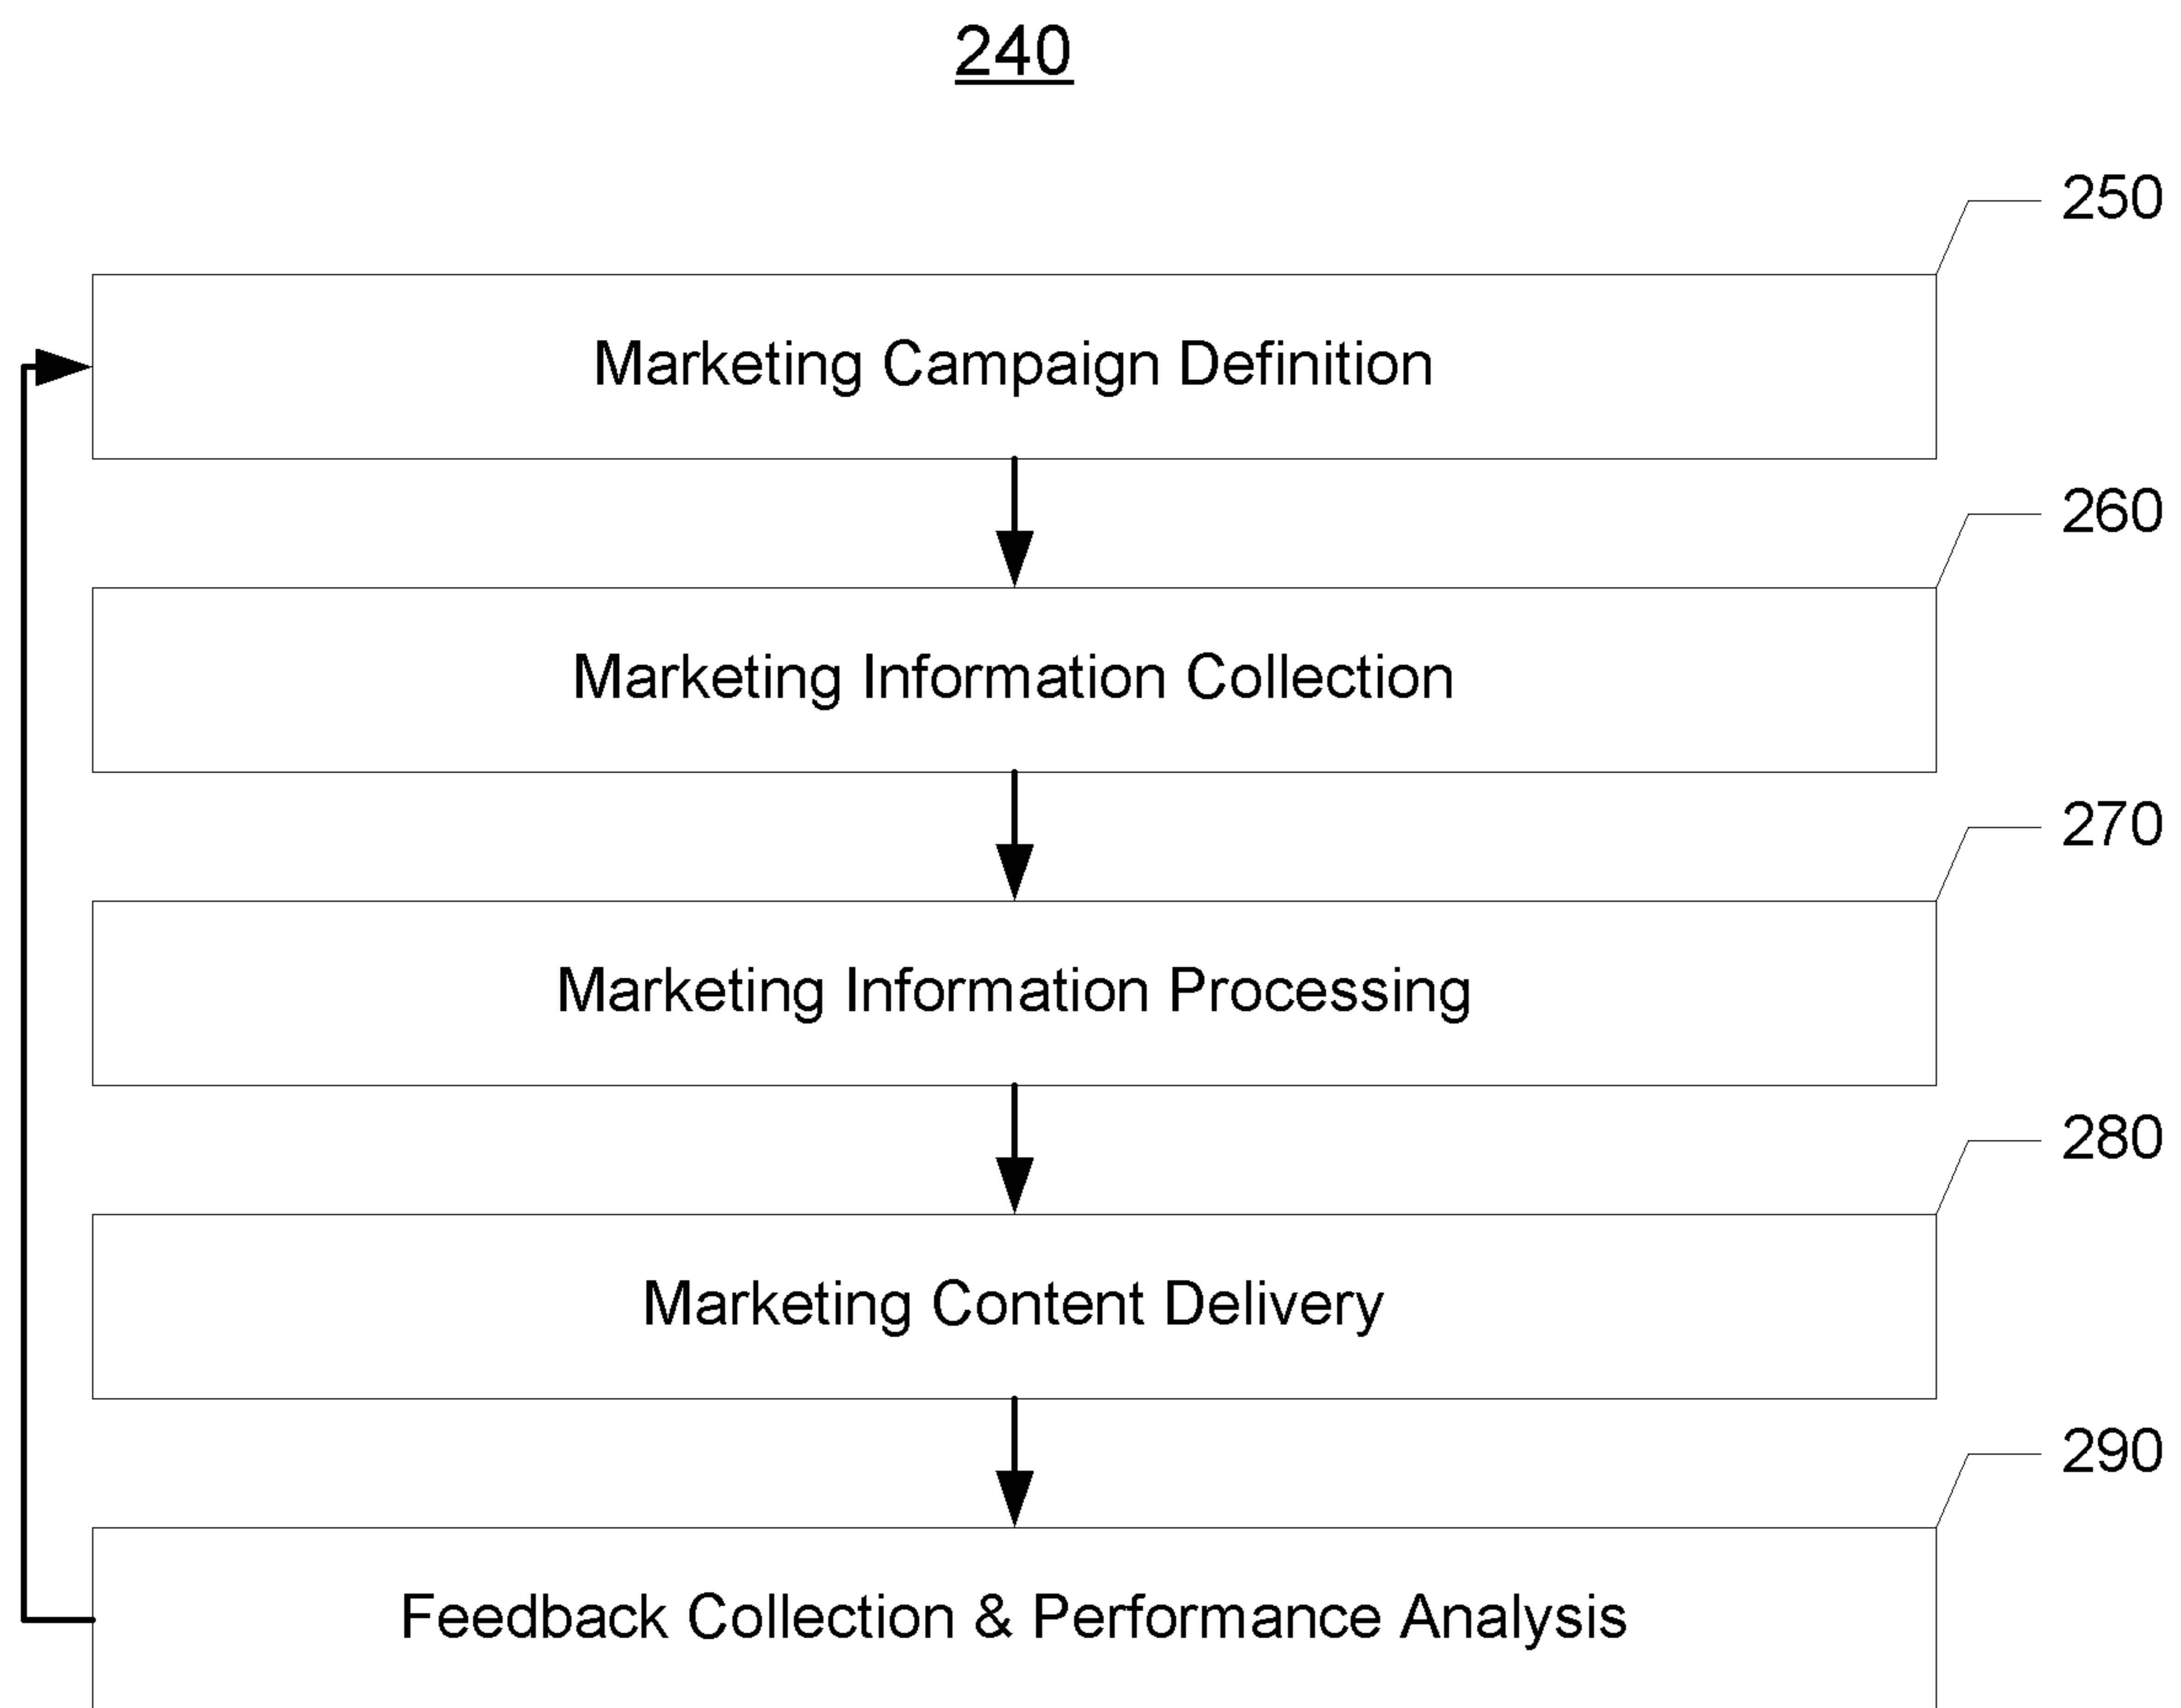 240
250
Marketing Campaign Definition
260
Marketing Information Collection
270
Marketing Information Processing
280
Marketing Content Delivery
290
Feedback Collection & Performance Analysis